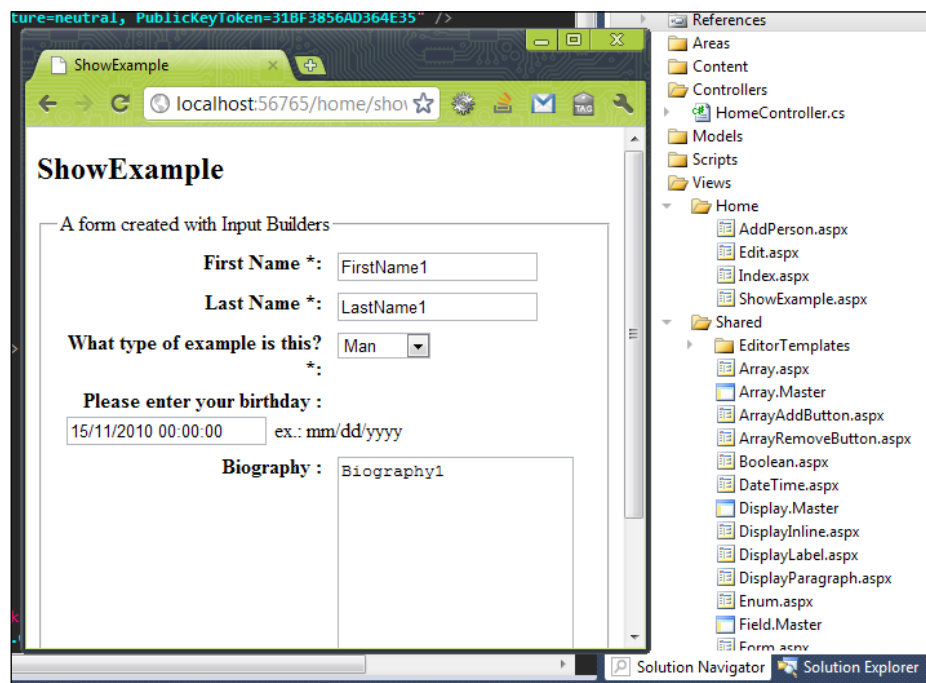 ture=neutral, PublicKeyToken=31BF3856AD364E35" />
ShowExample
localhost:56765/home/show
TAG
ShowExample
A form created with Input Builders
First Name *:
FirstName1
Last Name *:
LastName1
What type of example is this?
*:
Man
Please enter your birthday :
15/11/2010 00:00:00 ex.: mm/dd/yyyy
Biography :
Biography1
References
Areas
Content
Controllers
HomeController.cs
Models
Scripts
Views
Home
AddPerson.aspx
Edit.aspx
Index.aspx
ShowExample.aspx
Shared
EditorTemplates
Array.aspx
Array.Master
ArrayAddButton.aspx
ArrayRemoveButton.aspx
Boolean.aspx
DateTime.aspx
Display.Master
DisplayInline.aspx
DisplayLabel.aspx
DisplayParagraph.aspx
Enum.aspx
Field.Master
Form.aspx
Solution Navigator
Solution Explorer